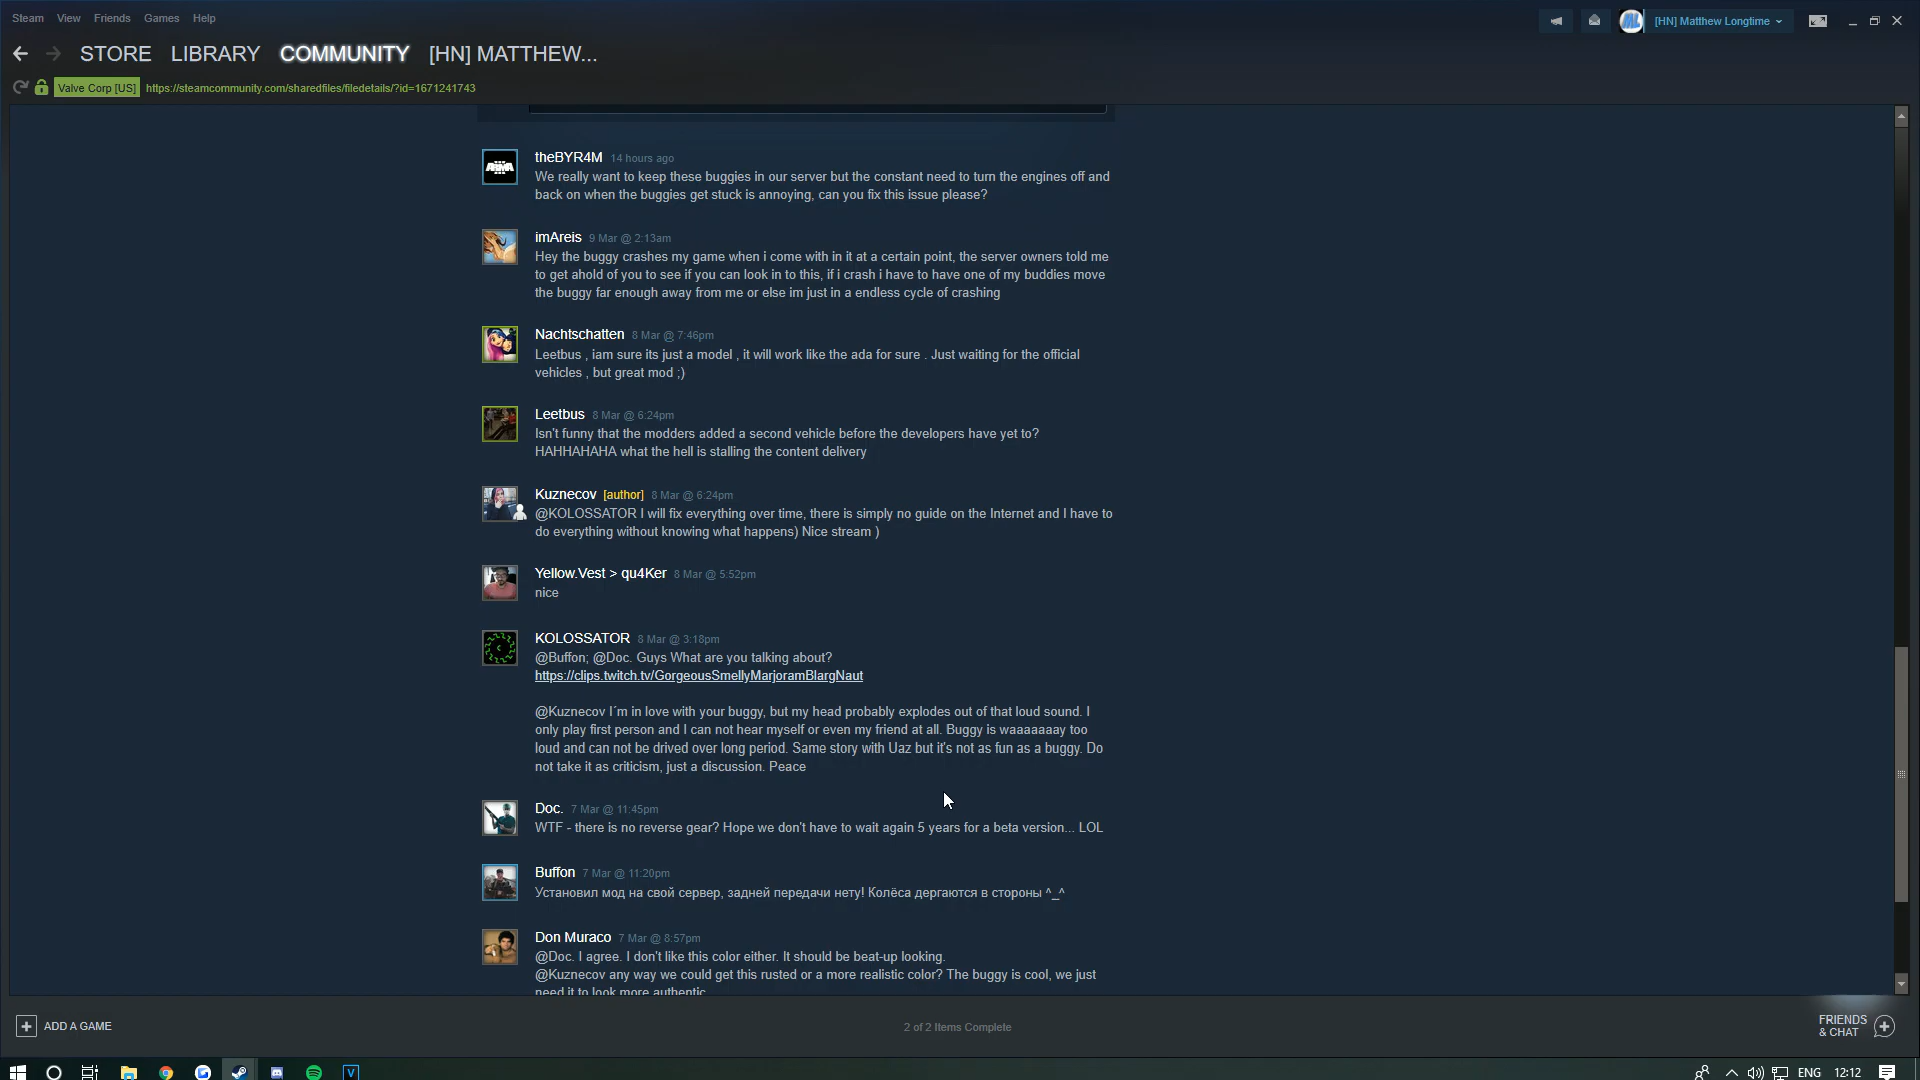 Steam View Friends Games Help
[HN] Matthew Longtime
STORE LIBRARY COMMUNITY [HN] MATTHEW...
Valve Corp [US] https://steamcommunity.com/sharedfiles/filedetails/?id=1671241743
theBYR4M 14 hours ago
We really want to keep these buggies in our server but the constant need to turn the engines off and
back on when the buggies get stuck is annoying, can you fix this issue please?
imAreis 9 Mar @ 2:13am
Hey the buggy crashes my game when i come with in it at a certain point, the server owners told me
to get ahold of you to see if you can look in to this, if i crash i have to have one of my buddies move
the buggy far enough away from me or else im just in a endless cycle of crashing
Nachtschatten 8 Mar @ 7:46pm
Leetbus , iam sure its just a model , it will work like the ada for sure . Just waiting for the official
vehicles , but great mod ;)
Leetbus 8 Mar @ 6:24pm
Isn't funny that the modders added a second vehicle before the developers have yet to?
HAHHAHAHA what the hell is stalling the content delivery
Kuznecov [author] 8 Mar @ 6:24pm
@KOLOSSATOR I will fix everything over time, there is simply no guide on the Internet and I have to
do everything without knowing what happens) Nice stream )
Yellow.Vest > qu4Ker 8 Mar @ 5:52pm
nice
KOLOSSATOR 8 Mar @ 3:18pm
@Buffon; @Doc. Guys What are you talking about?
https://clips.twitch.tv/GorgeousSmellyMarjoramBlargNaut
@Kuznecov I´m in love with your buggy, but my head probably explodes out of that loud sound. I
only play first person and I can not hear myself or even my friend at all. Buggy is waaaaaaay too
loud and can not be drived over long period. Same story with Uaz but it's not as fun as a buggy. Do
not take it as criticism, just a discussion. Peace
Doc. 7 Mar @ 11:45pm
WTF - there is no reverse gear? Hope we don't have to wait again 5 years for a beta version... LOL
Buffon 7 Mar @ 11:20pm
Установил мод на свой сервер, задней передачи нету! Колёса дергаются в стороны ^_^
Don Muraco 7 Mar @ 8:57pm
@Doc. I agree. I don't like this color either. It should be beat-up looking.
@Kuznecov any way we could get this rusted or a more realistic color? The buggy is cool, we just
need it to look more authentic
ADD A GAME
2 of 2 Items Complete
FRIENDS
& CHAT
ENG 12:12